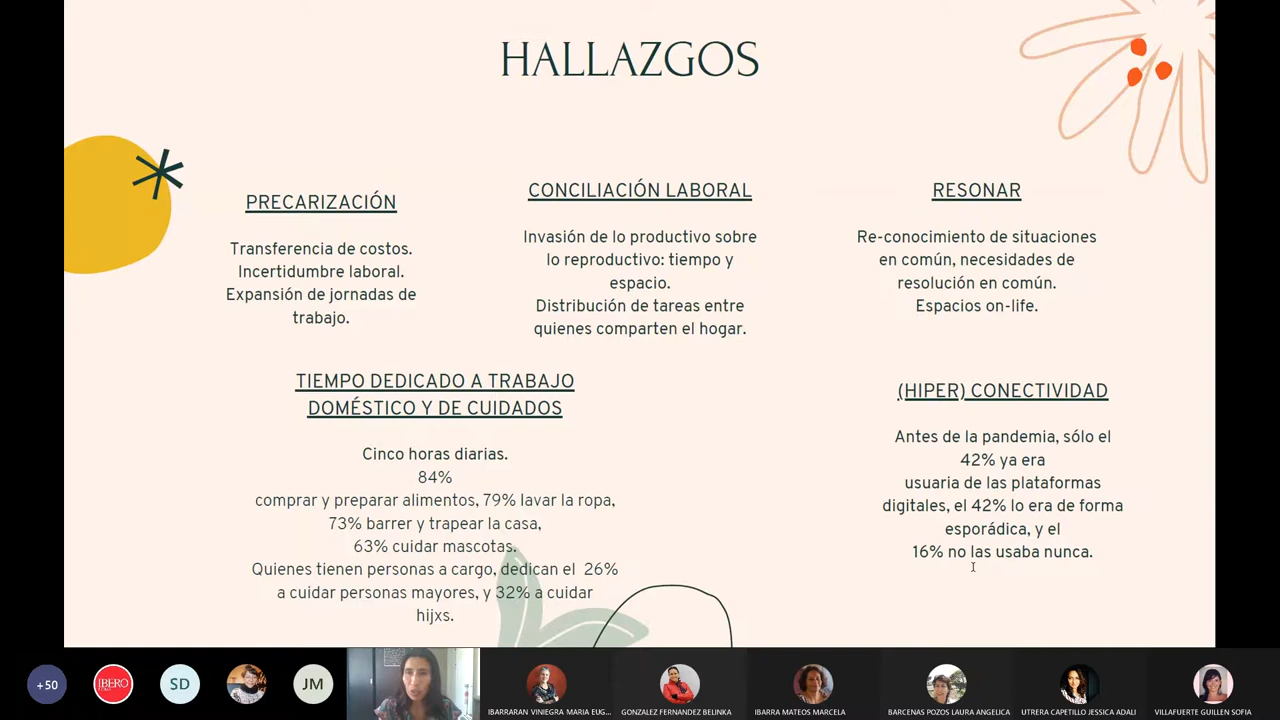 HALLAZGOS
PRECARIZACIÓN
Transferencia de costos.
Incertidumbre laboral.
Expansión de jornadas de
trabajo.
CONCILIACIÓN LABORAL
Invasión de lo productivo sobre
lo reproductivo: tiempo y
espacio.
Distribución de tareas entre
quienes comparten el hogar.
RESONAR
Re-conocimiento de situaciones
en común, necesidades de
resolución en común.
Espacios on-life.
TIEMPO DEDICADO A TRABAJO
DOMÉSTICO Y DE CUIDADOS
Cinco horas diarias.
84%
comprar y preparar alimentos, 79% lavar la ropa,
73% barrer y trapear la casa,
63% cuidar mascotas.
Quienes tienen personas a cargo, dedican el 26%
a cuidar personas mayores, y 32% a cuidar
hijxs.
(HIPER) CONECTIVIDAD
Antes de la pandemia, sólo el
42% ya era
usuaria de las plataformas
digitales, el 42% lo era de forma
esporádica, y el
16% no las usaba nunca.
+50
IBERO
SD
JM
IBARRARAN VINIEGRA MARIA EUG...
GONZALEZ FERNANDEZ BELINKA
IBARRA MATEOS MARCELA
BARCENAS POZOS LAURA ANGELICA
UTRERA CAPETILLO JESSICA ADALI
VILLAFUERTE GUILLEN SOFIA